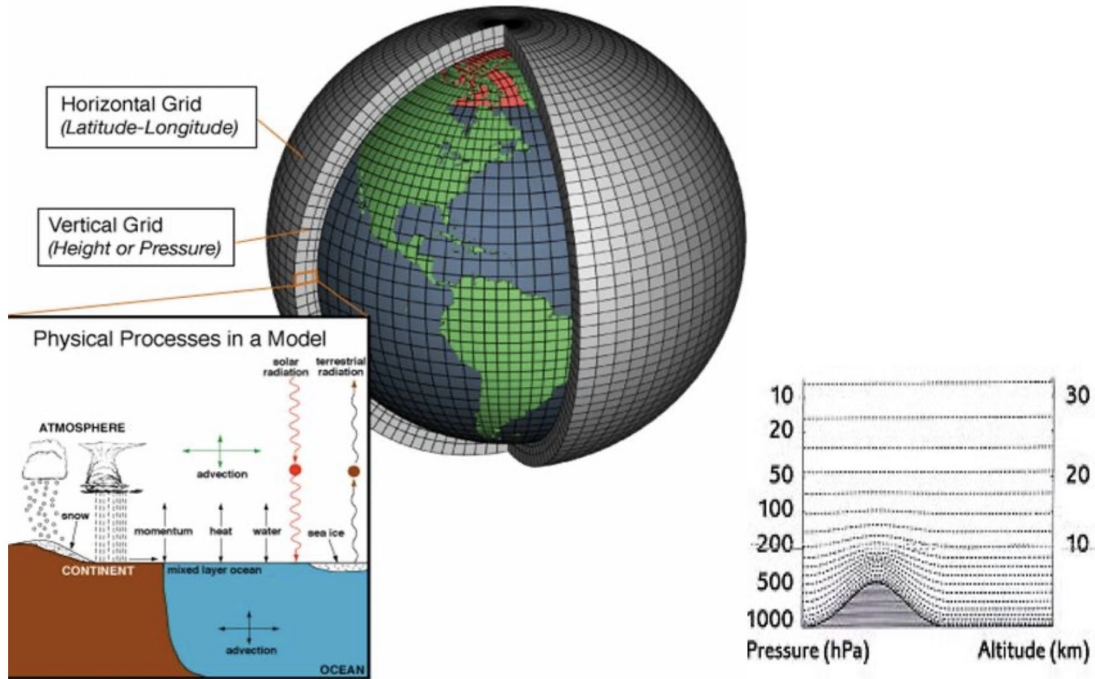 Horizontal Grid
(Latitude-Longitude)
Vertical Grid
(Height or Pressure)
Physical Processes in a Model
solar
radiation
terrestrial
radiation
ATMOSPHERE
advection
snow
momentum
heat
water
sea ice
CONTINENT
mixed layer ocean
advection
OCEAN
10
20
50
100
200
500
1000
30
20
10
Pressure (hPa)
Altitude (km)